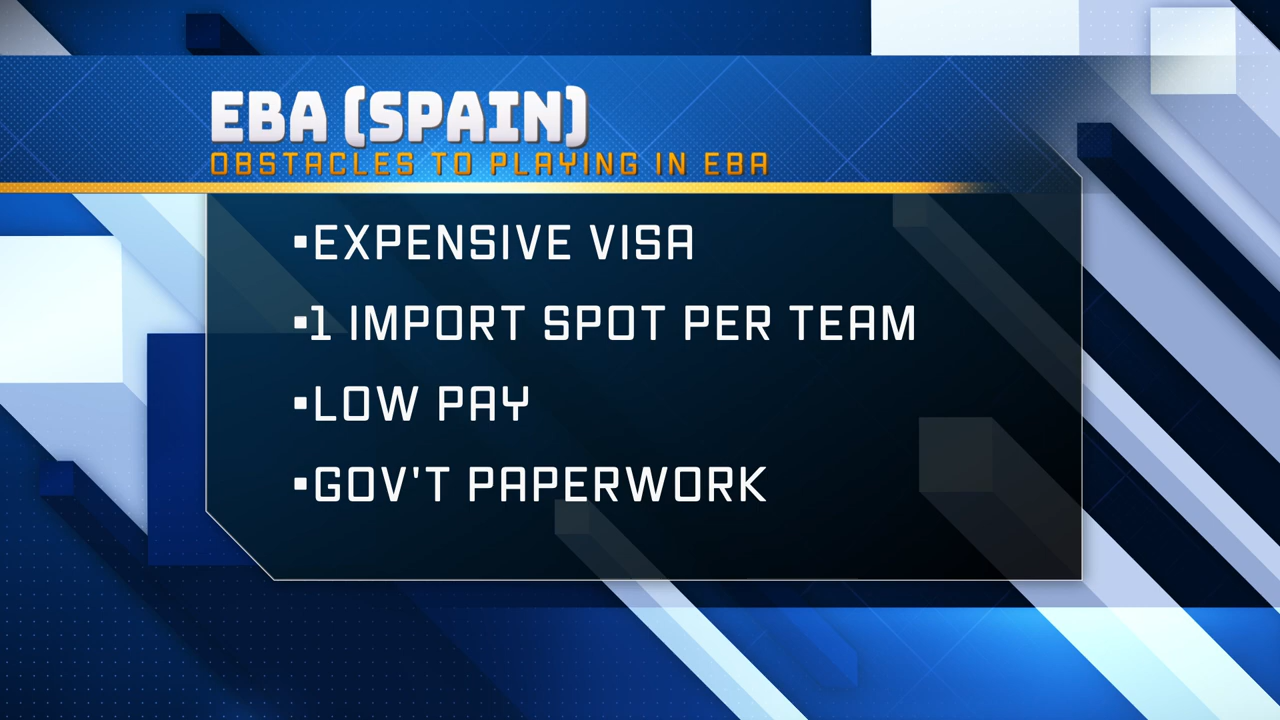 EBA (SPAIN)
OBSTACLES TO PLAYING IN EBA
▪EXPENSIVE VISA
▪1 IMPORT SPOT PER TEAM
▪LOW PAY
▪GOV'T PAPERWORK